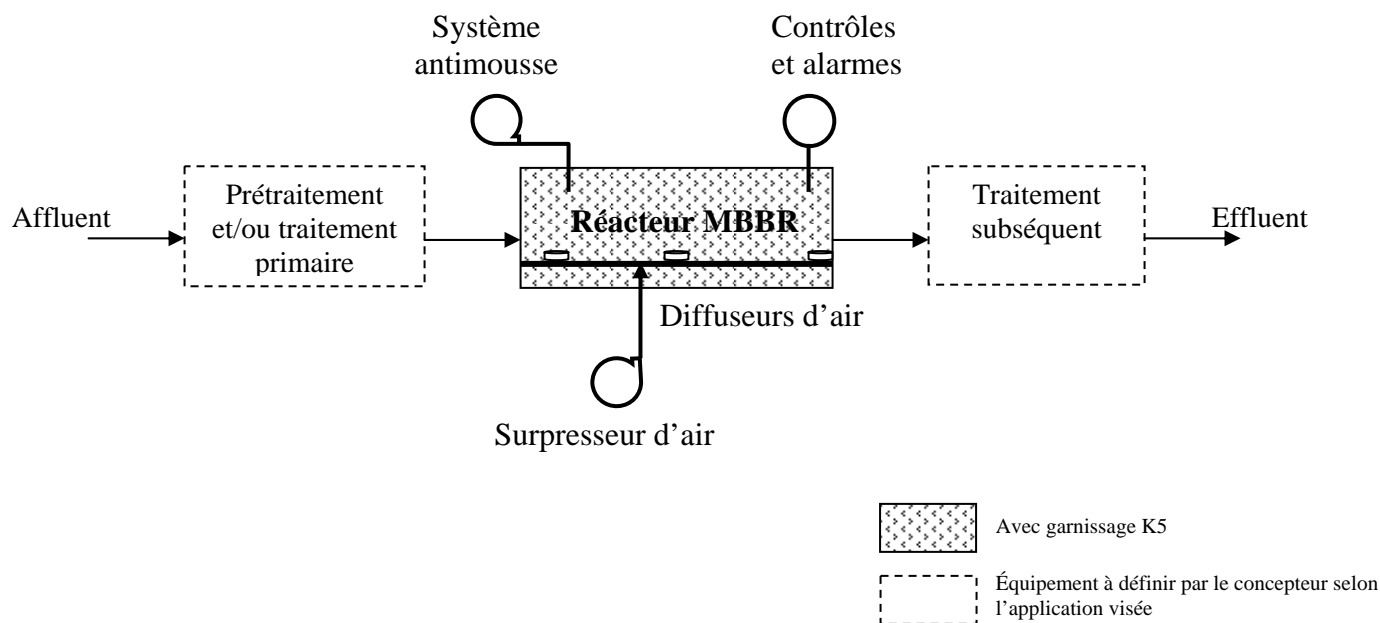 Système
antimousse
Contrôles
et alarmes
Affluent
Prétraitement
et/ou traitement
primaire
Réacteur MBBR
Traitement
subséquent
Effluent
Diffuseurs d’air
Surpresseur d’air
Avec garnissage K5
Équipement à définir par le concepteur selon
l’application visée